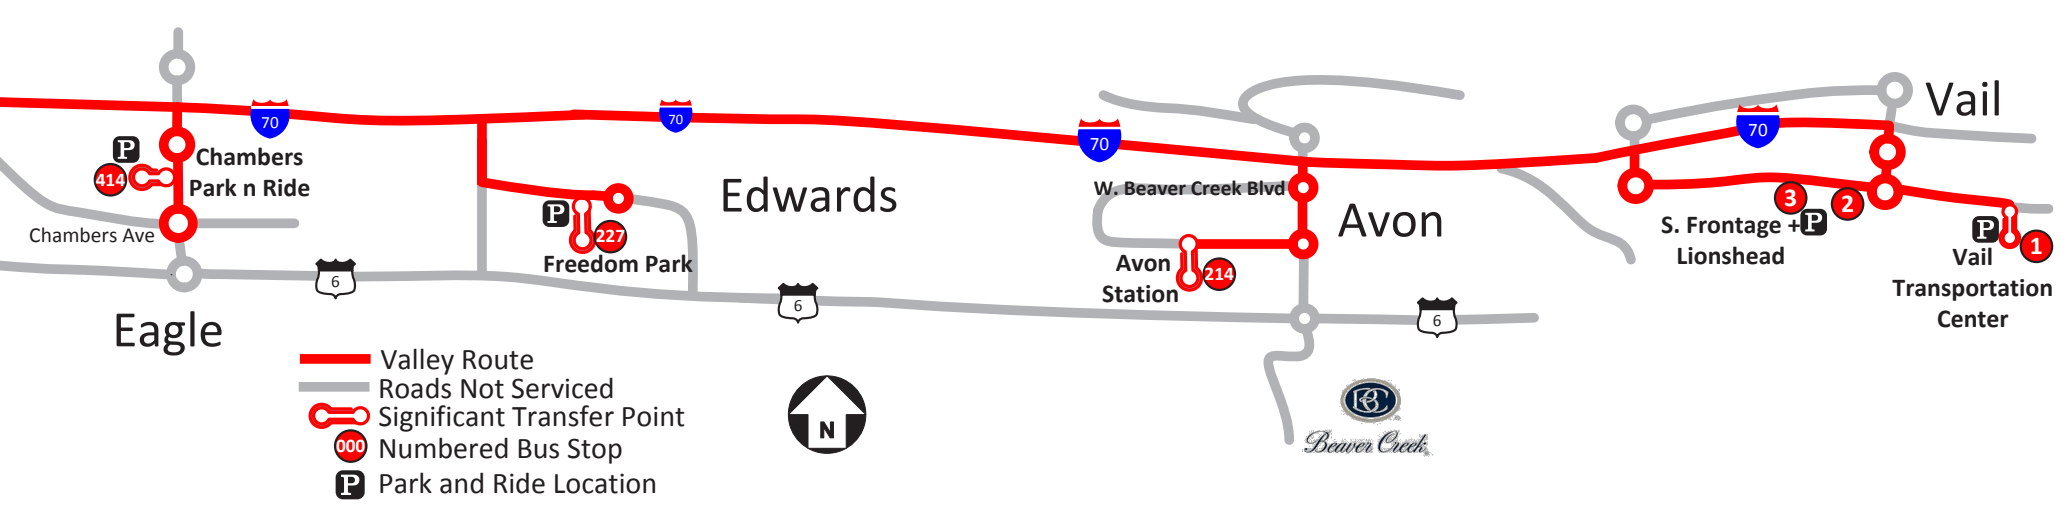 Vail
70
70
70
70
P
Chambers
Park n Ride
414
W. Beaver Creek Blvd
Edwards
Avon
P
227
Freedom Park
3
2
P
S. Frontage +
Lionshead
P
1
Vail
Transportation
Center
Chambers Ave
Avon
Station
214
6
6
6
Eagle
Valley Route
Roads Not Serviced
Significant Transfer Point
000 Numbered Bus Stop
P Park and Ride Location
N
BC
Beaver Creek